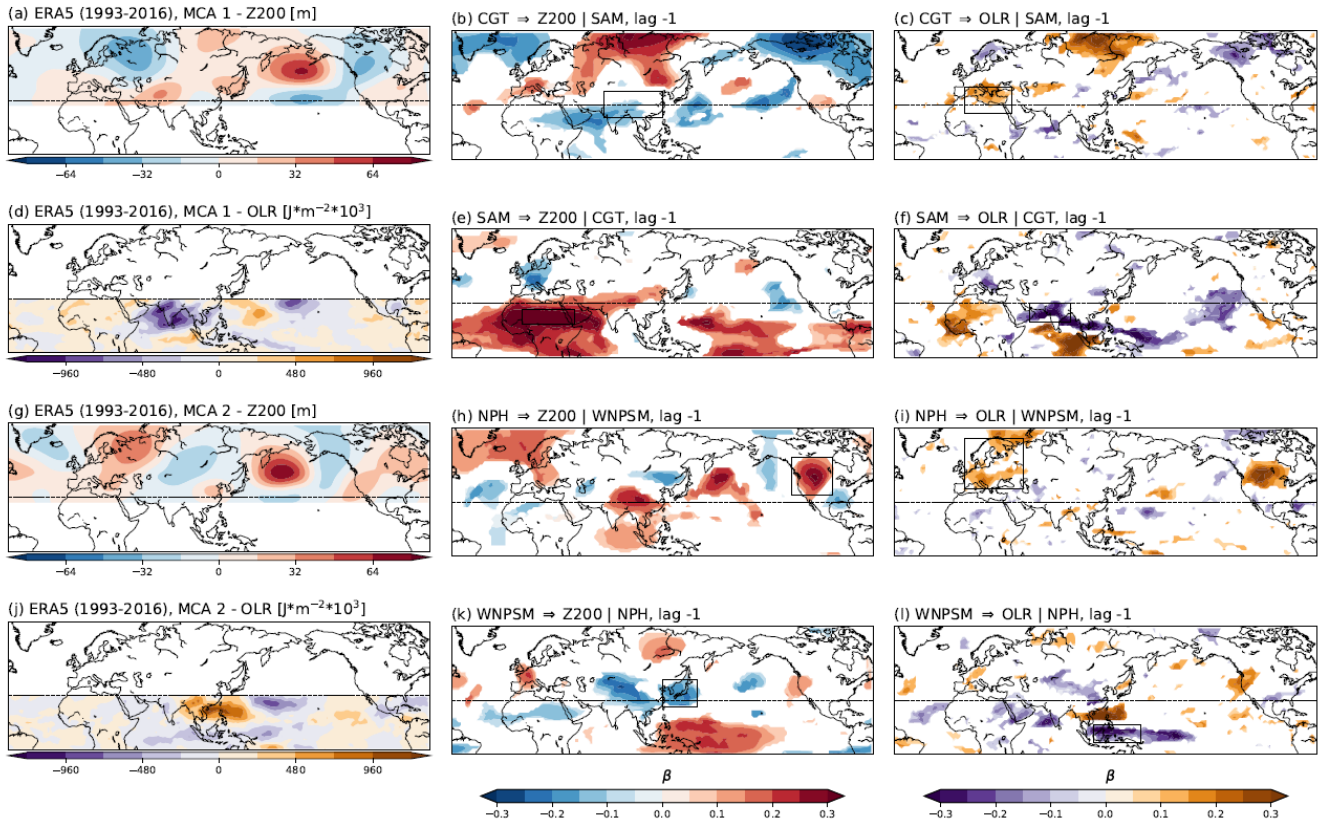 (a) ERA5 (1993-2016), MCA 1 - Z200 [m]
(b) CGT ⇒ Z200 | SAM, lag -1
(c) CGT ⇒ OLR | SAM, lag -1
−64 −32 0 32 64
(d) ERA5 (1993-2016), MCA 1 - OLR [J*m⁻²*10³]
(e) SAM ⇒ Z200 | CGT, lag -1
(f) SAM ⇒ OLR | CGT, lag -1
−960 −480 0 480 960
(g) ERA5 (1993-2016), MCA 2 - Z200 [m]
(h) NPH ⇒ Z200 | WNPSM, lag -1
(i) NPH ⇒ OLR | WNPSM, lag -1
−64 −32 0 32 64
(j) ERA5 (1993-2016), MCA 2 - OLR [J*m⁻²*10³]
(k) WNPSM ⇒ Z200 | NPH, lag -1
(l) WNPSM ⇒ OLR | NPH, lag -1
−960 −480 0 480 960
β
β
−0.3 −0.2 −0.1 0.0 0.1 0.2 0.3
−0.3 −0.2 −0.1 0.0 0.1 0.2 0.3